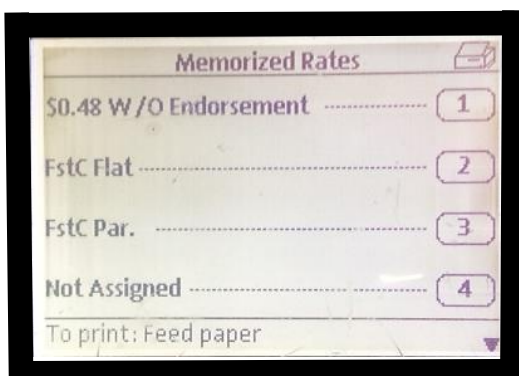 Memorized Rates
$0.48 W/O Endorsement ---------- 1
FstC Flat ---------- 2
FstC Par. ---------- 3
Not Assigned ---------- 4
To print: Feed paper